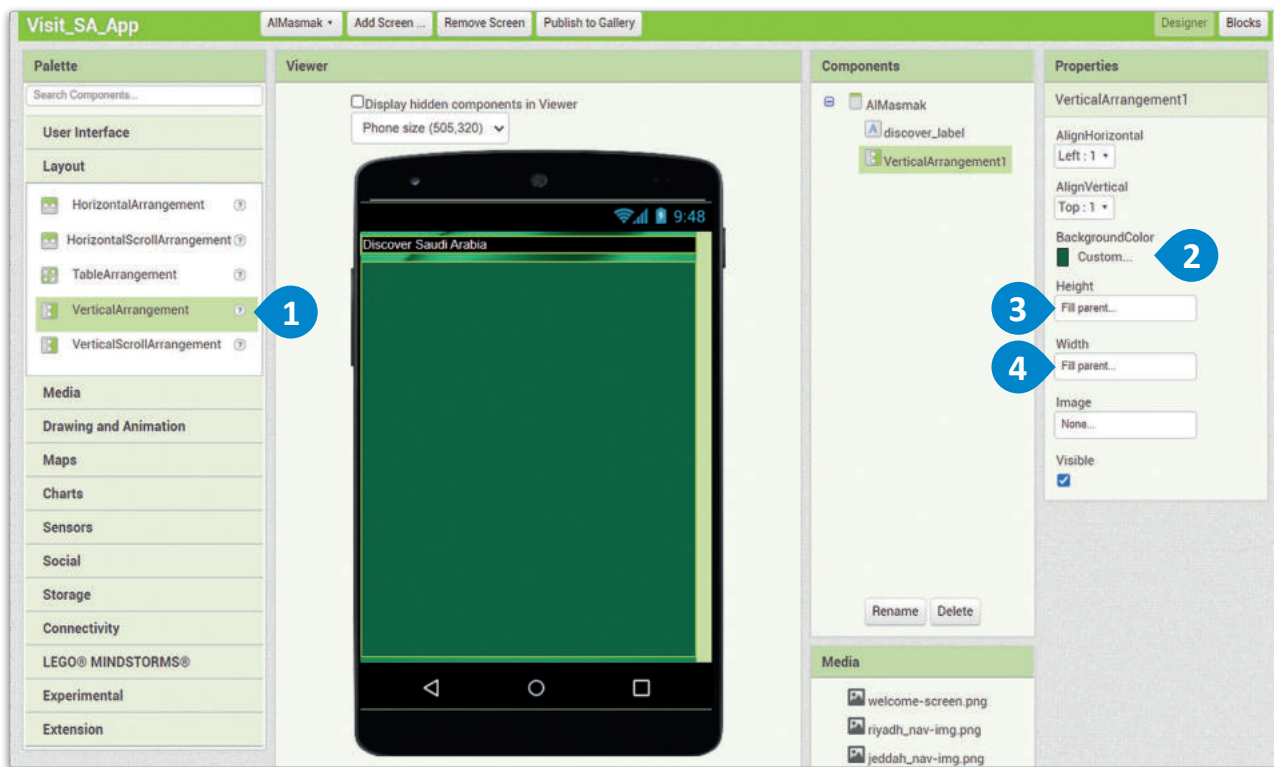 Visit_SA_App
AlMasmak
Add Screen ...
Remove Screen
Publish to Gallery
Designer
Blocks
Palette
Search Components...
User Interface
Layout
HorizontalArrangement
HorizontalScrollArrangement
TableArrangement
VerticalArrangement
VerticalScrollArrangement
1
Media
Drawing and Animation
Maps
Charts
Sensors
Social
Storage
Connectivity
LEGO® MINDSTORMS®
Experimental
Extension
Viewer
Display hidden components in Viewer
Phone size (505,320)
9:48
Discover Saudi Arabia
Components
AlMasmak
discover_label
VerticalArrangement1
Rename
Delete
Media
welcome-screen.png
riyadh_nav-img.png
jeddah_nav-img.png
Properties
VerticalArrangement1
AlignHorizontal
Left : 1
AlignVertical
Top : 1
BackgroundColor
Custom...
2
Height
3
Fill parent...
Width
4
Fill parent...
Image
None...
Visible